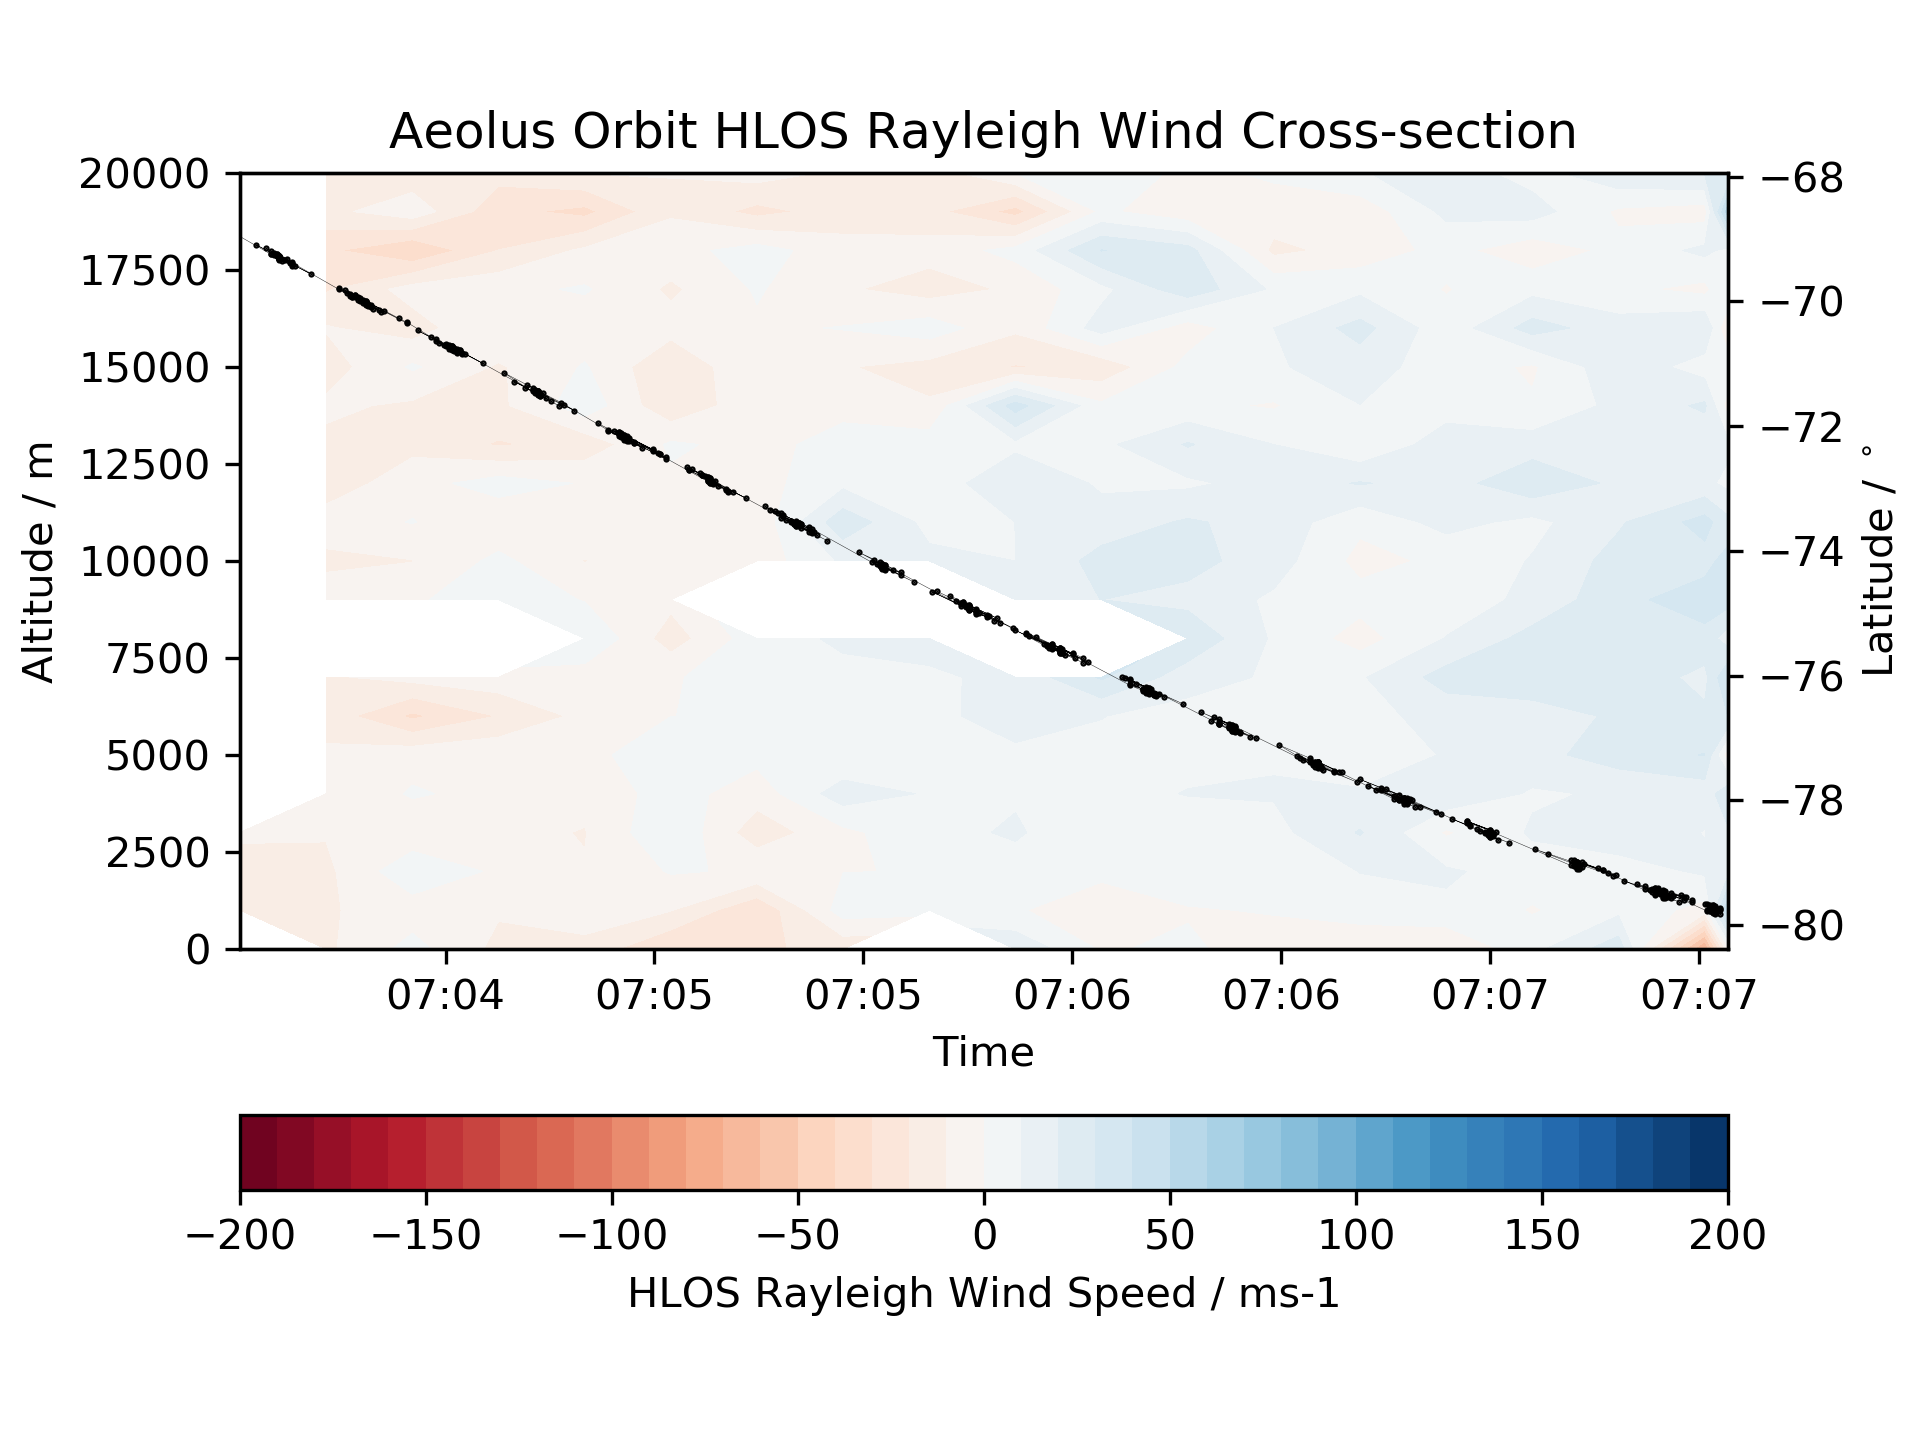 Aeolus Orbit HLOS Rayleigh Wind Cross-section
20000
17500
15000
12500
10000
7500
5000
2500
0
Altitude / m
−68
−70
−72
−74
−76
−78
−80
Latitude / °
07:04 07:05 07:05 07:06 07:06 07:07 07:07
Time
−200 −150 −100 −50 0 50 100 150 200
HLOS Rayleigh Wind Speed / ms-1